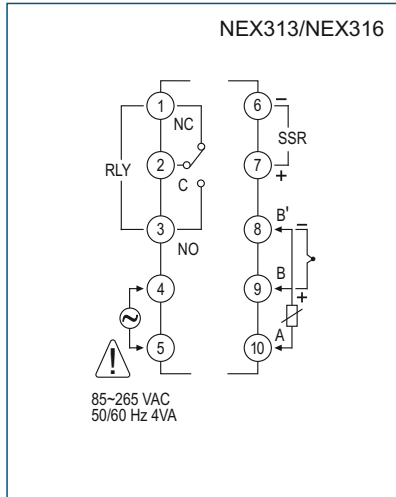 NEX313/NEX316
1
NC
2
C
RLY
3
NO
4
5
85~265 VAC
50/60 Hz 4VA
6
−
SSR
7
+
8
B'
−
9
B
+
10
A